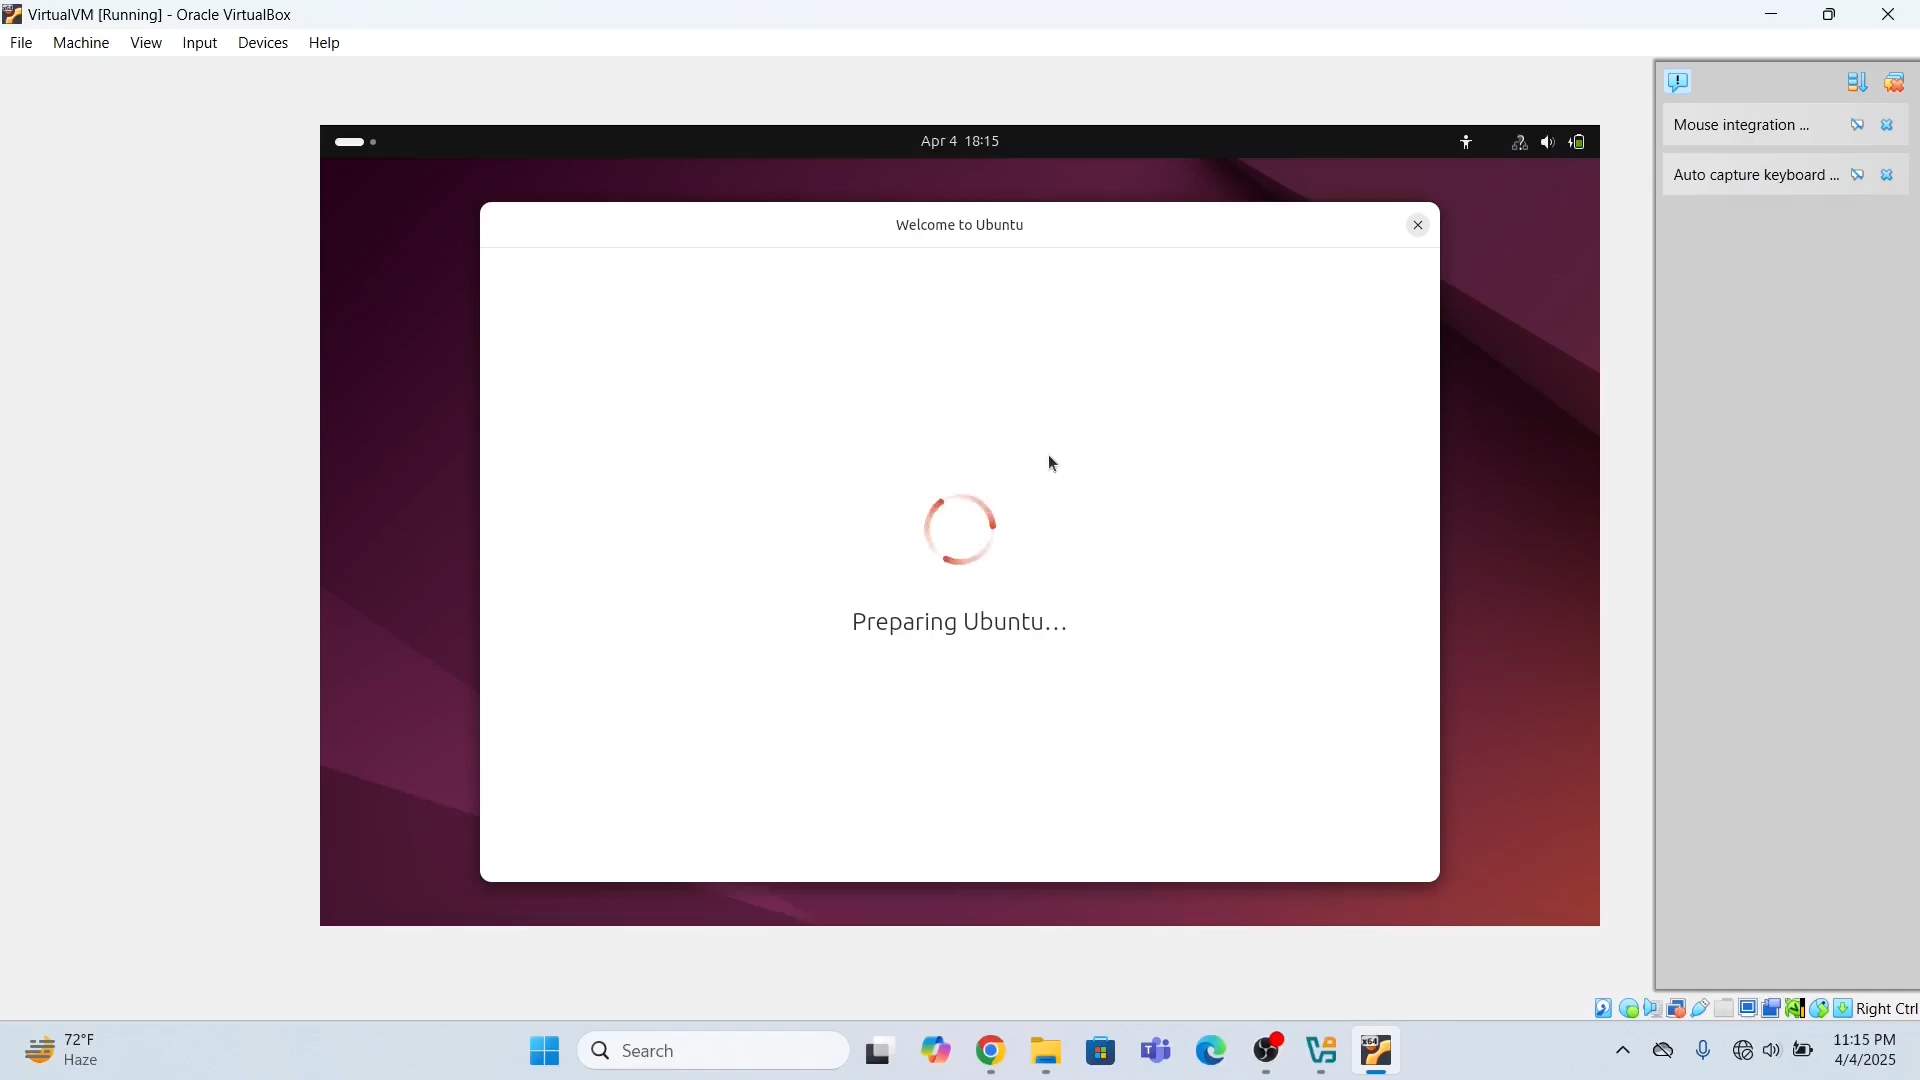 VirtualVM [Running] - Oracle VirtualBox
File Machine View Input Devices Help
Mouse integration ...
Auto capture keyboard ...
Apr 4 18:15
Welcome to Ubuntu
Preparing Ubuntu...
Right Ctrl
72°F
Haze
Search
11:15 PM
4/4/2025